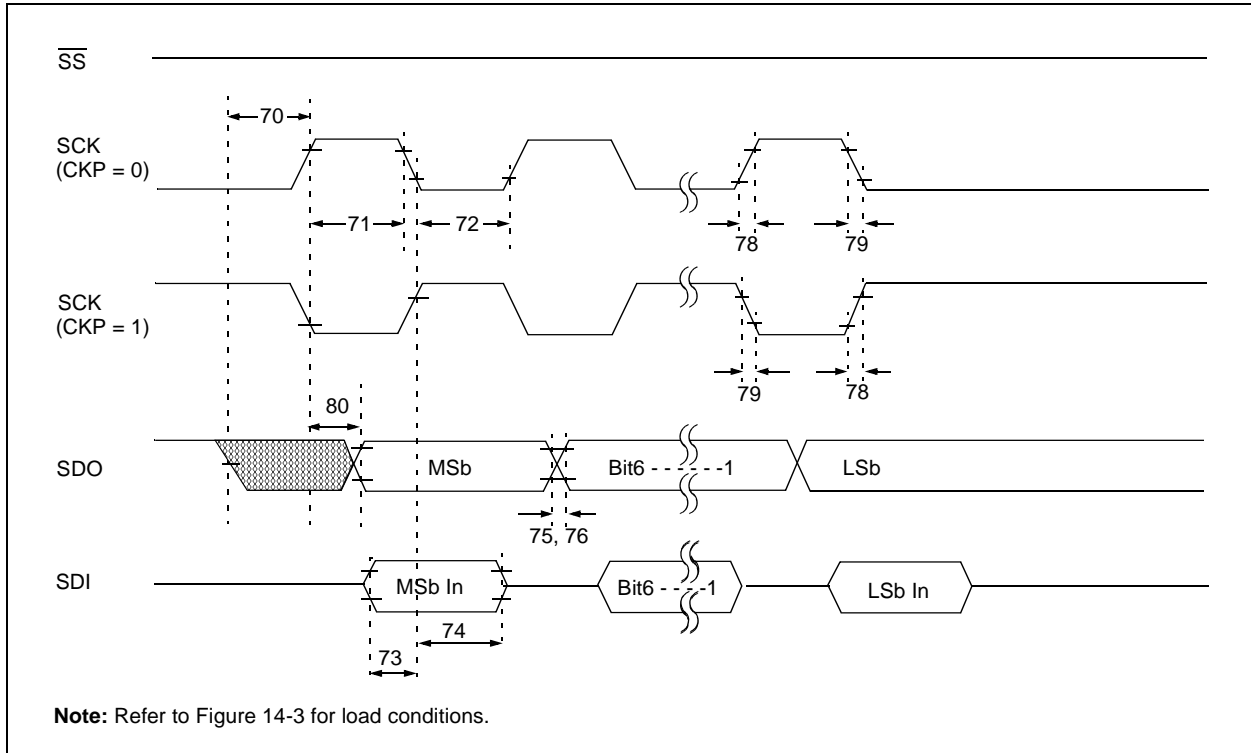 SS
70
SCK
(CKP = 0)
71
72
78
79
SCK
(CKP = 1)
79
78
80
SDO
MSb
Bit6 - - - - - -1
LSb
75, 76
SDI
MSb In
Bit6 - - - -1
LSb In
74
73
Note: Refer to Figure 14-3 for load conditions.